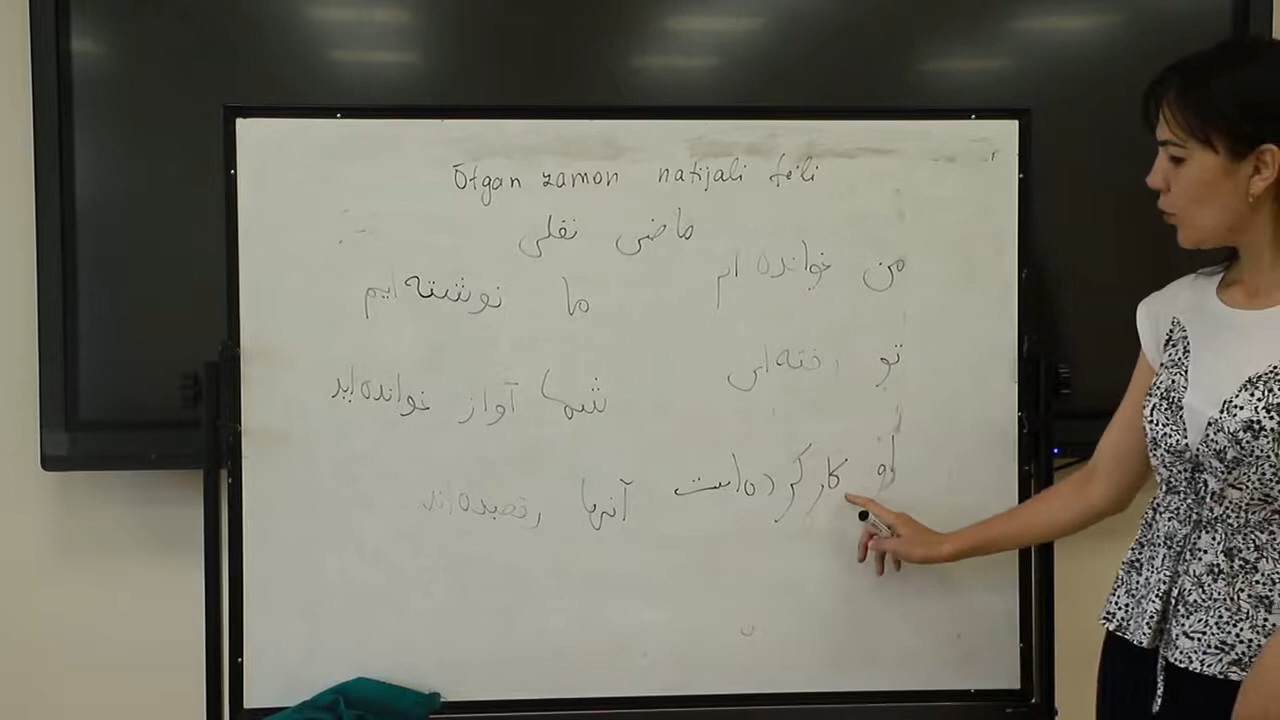 Otgan zamon natijali fe'li
ماضی نقلی
من خوانده ام
تو رفته‌ای
او کار کرده‌است
ما نوشته‌ایم
شما آواز خوانده‌اید
آنها رقصیده‌اند